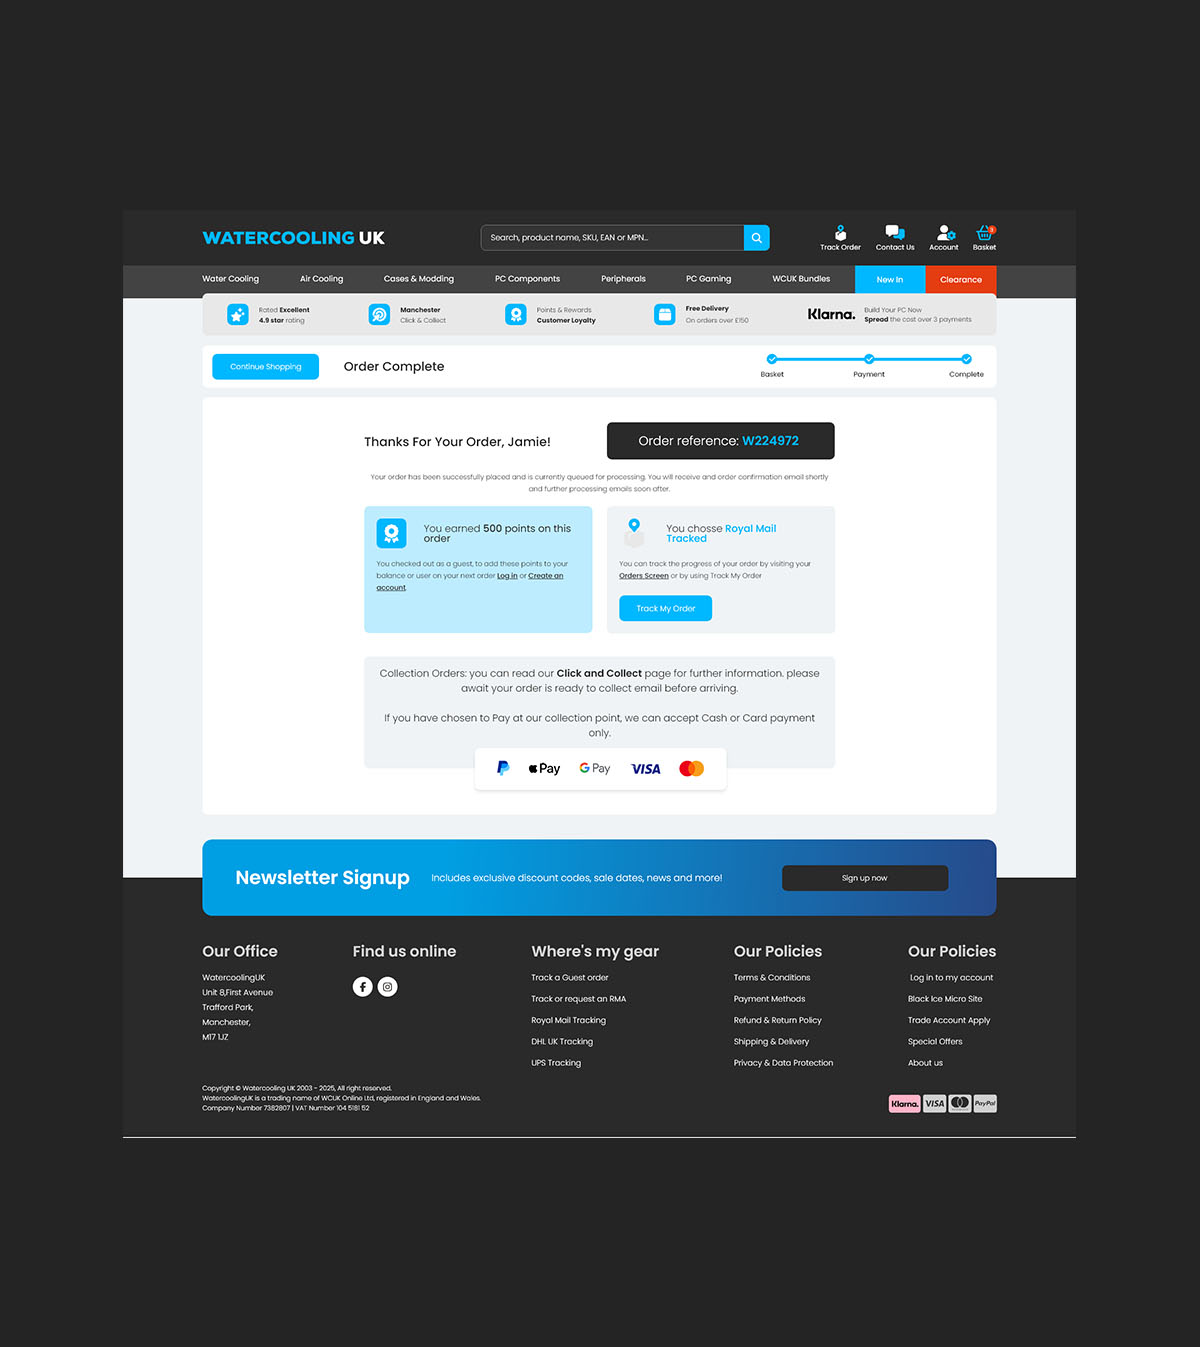 WATERCOOLING UK
Search, product name, SKU, EAN or MPN...
Track Order
Contact Us
Account
3
Basket
Water Cooling
Air Cooling
Cases & Modding
PC Components
Peripherals
PC Gaming
WCUK Bundles
New In
Clearance
Rated Excellent
4.9 star rating
Manchester
Click & Collect
Points & Rewards
Customer Loyalty
Free Delivery
On orders over £150
Klarna.
Build Your PC Now
Spread the cost over 3 payments
Continue Shopping
Order Complete
Basket
Payment
Complete
Thanks For Your Order, Jamie!
Order reference: W224972
Your order has been successfully placed and is currently queued for processing. You will receive and order confirmation email shortly
and further processing emails soon after.
You earned 500 points on this
order
You checked out as a guest, to add these points to your
balance or user on your next order Log in or Create an
account
You chosse Royal Mail
Tracked
You can track the progress of your order by visiting your
Orders Screen or by using Track My Order
Track My Order
Collection Orders: you can read our Click and Collect page for further information. please
await your order is ready to collect email before arriving.
If you have chosen to Pay at our collection point, we can accept Cash or Card payment
only.
Pay
G Pay
VISA
Newsletter Signup
Includes exclusive discount codes, sale dates, news and more!
Sign up now
Our Office
WatercoolingUK
Unit 8,First Avenue
Trafford Park,
Manchester,
M17 1JZ
Find us online
Where's my gear
Track a Guest order
Track or request an RMA
Royal Mail Tracking
DHL UK Tracking
UPS Tracking
Our Policies
Terms & Conditions
Payment Methods
Refund & Return Policy
Shipping & Delivery
Privacy & Data Protection
Our Policies
Log in to my account
Black Ice Micro Site
Trade Account Apply
Special Offers
About us
Copyright © Watercooling UK 2003 - 2025, All right reserved.
WatercoolingUK is a trading name of WCUK Online Ltd, registered in England and Wales.
Company Number 7382807 | VAT Number 104 5181 52
Klarna.
VISA
PayPal